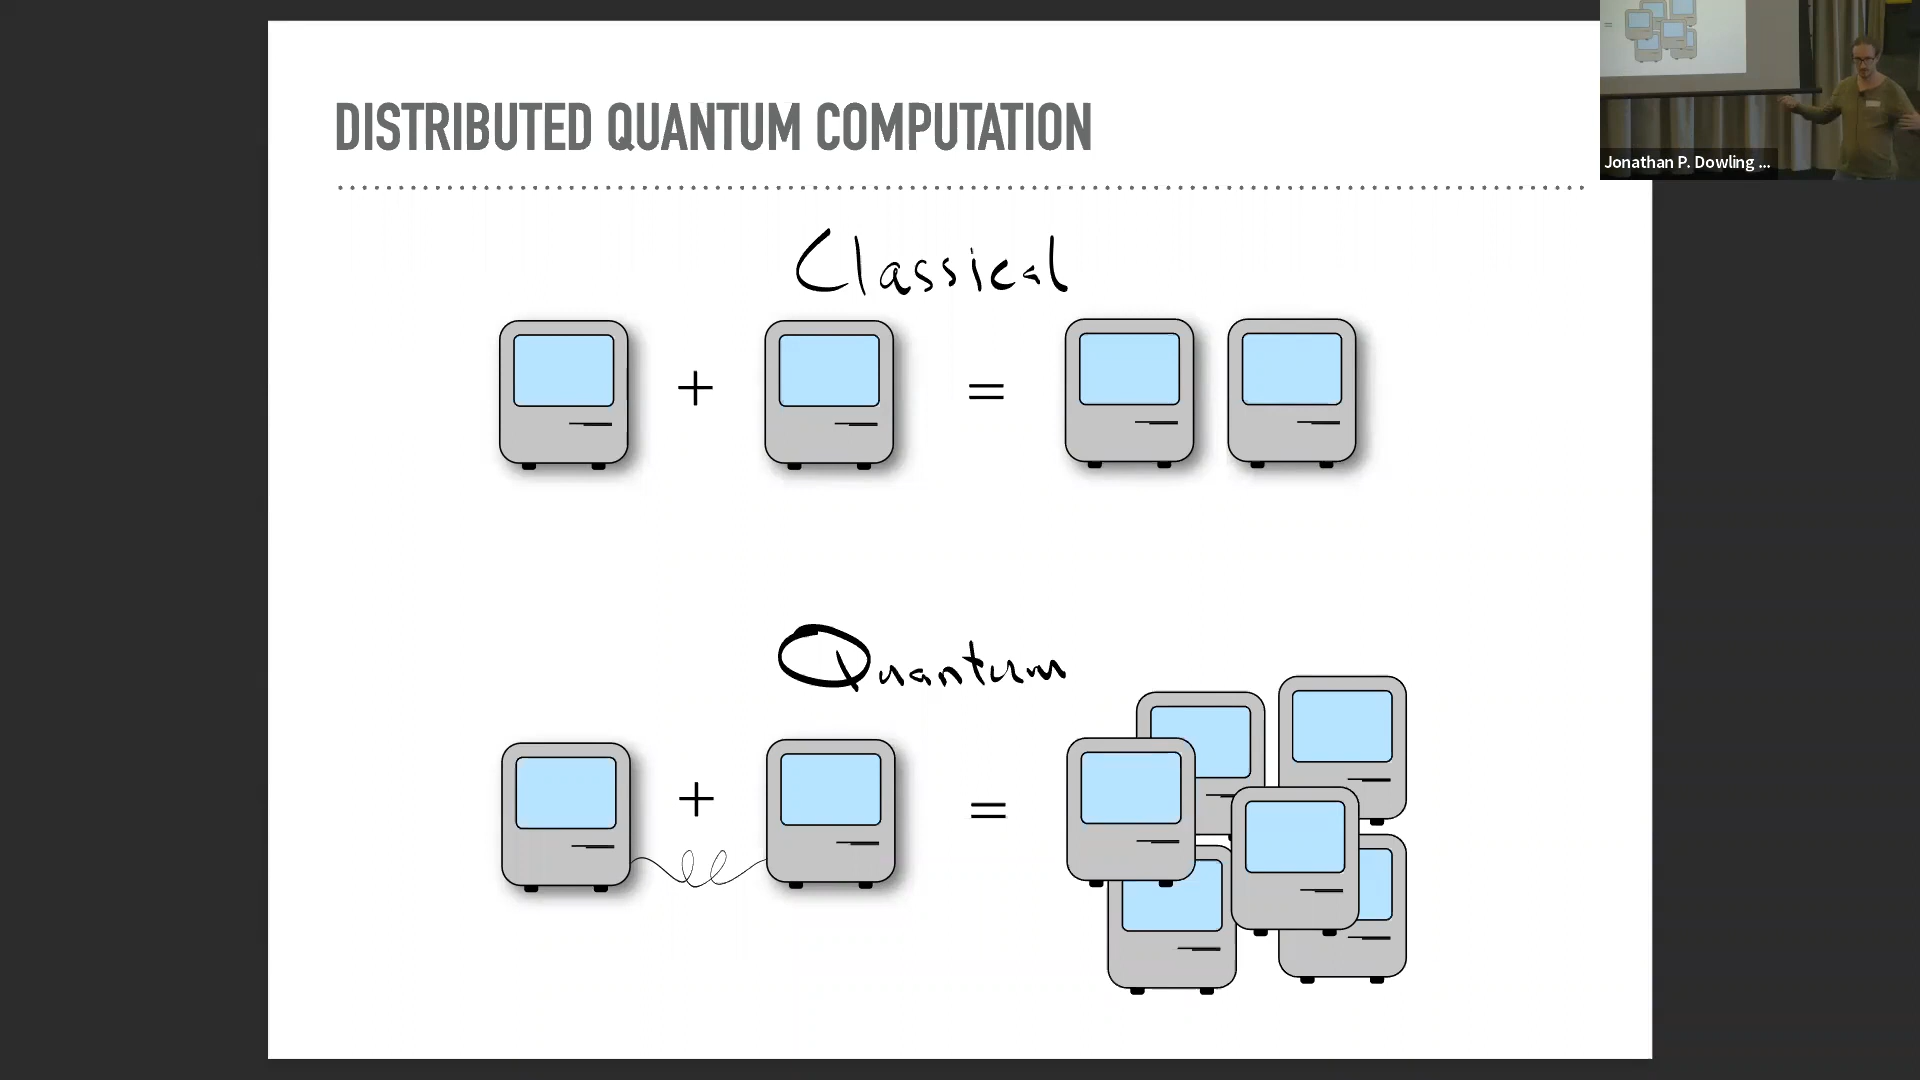 DISTRIBUTED QUANTUM COMPUTATION
Jonathan P. Dowling ...
Classical
+ =
Quantum
+ =